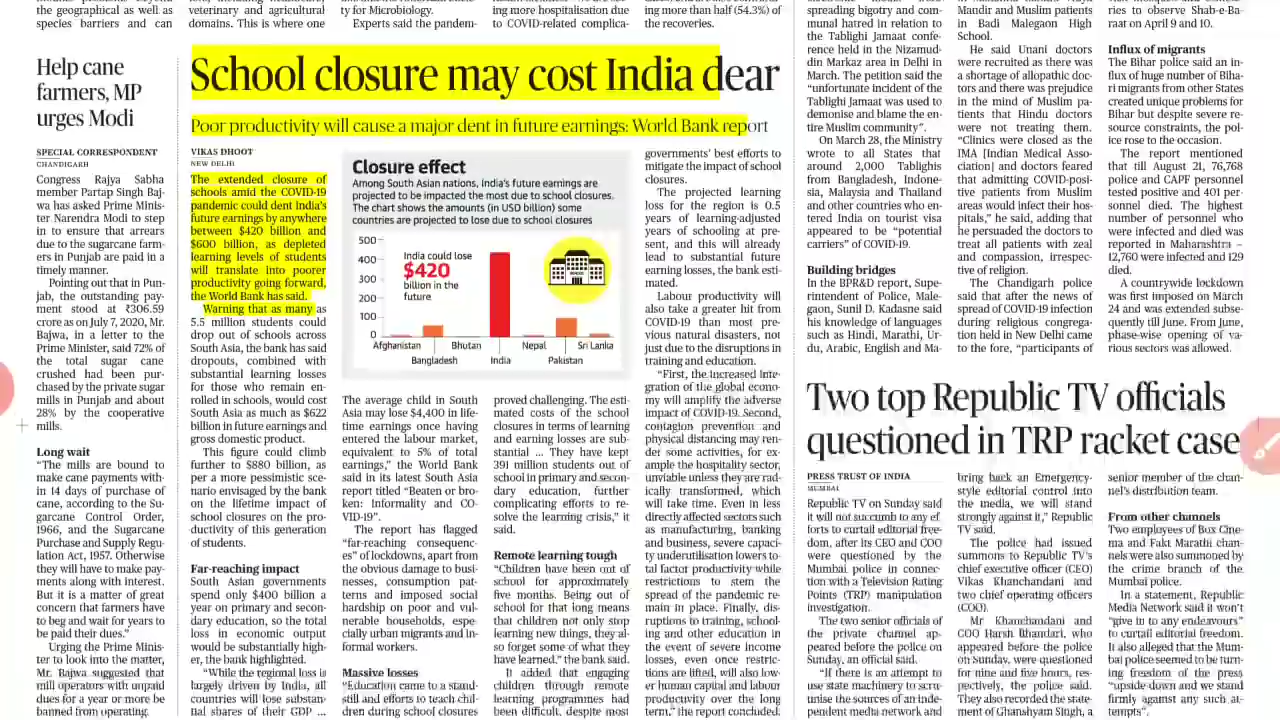 the geographical as well as
species barriers and can
veterinary and agricultural
domains. This is where one
ty for Microbiology.
Experts said the pandem-
ing more hospitalisation due
to COVID-related complica-
ing more than half (54.3%) of
the recoveries.
Help cane
farmers, MP
urges Modi
SPECIAL CORRESPONDENT
CHANDIGARH
Congress Rajya Sabha
member Partap Singh Baj-
wa has asked Prime Minis-
ter Narendra Modi to step
in to ensure that arrears
due to the sugarcane farm-
ers in Punjab are paid in a
timely manner.
Pointing out that in Pun-
jab, the outstanding pay-
ment stood at ₹306.59
crore as on July 7, 2020, Mr.
Bajwa, in a letter to the
Prime Minister, said 72% of
the total sugar cane
crushed had been pur-
chased by the private sugar
mills in Punjab and about
28% by the cooperative
mills.
Long wait
"The mills are bound to
make cane payments with-
in 14 days of purchase of
cane, according to the Su-
garcane Control Order,
1966, and the Sugarcane
Purchase and Supply Regu-
lation Act, 1957. Otherwise
they will have to make pay-
ments along with interest.
But it is a matter of great
concern that farmers have
to beg and wait for years to
be paid their dues."
Urging the Prime Minis-
ter to look into the matter,
Mr. Bajwa suggested that
mill operators with unpaid
dues for a year or more be
banned from operating.
School closure may cost India dear
Poor productivity will cause a major dent in future earnings: World Bank report
VIKAS DHOOT
NEW DELHI
The extended closure of
schools amid the COVID-19
pandemic could dent India's
future earnings by anywhere
between $420 billion and
$600 billion, as depleted
learning levels of students
will translate into poorer
productivity going forward,
the World Bank has said.
Warning that as many as
5.5 million students could
drop out of schools across
South Asia, the bank has said
dropouts, combined with
substantial learning losses
for those who remain en-
rolled in schools, would cost
South Asia as much as $622
billion in future earnings and
gross domestic product.
This figure could climb
further to $880 billion, as
per a more pessimistic sce-
nario envisaged by the bank
on the lifetime impact of
school closures on the pro-
ductivity of this generation
of students.
Far-reaching impact
South Asian governments
spend only $400 billion a
year on primary and secon-
dary education, so the total
loss in economic output
would be substantially high-
er, the bank highlighted.
"While the regional loss is
largely driven by India, all
countries will lose substan-
tial shares of their GDP ...
Closure effect
Among South Asian nations, India's future earnings are
projected to be impacted the most due to school closures.
The chart shows the amounts (in USD billion) some
countries are projected to lose due to school closures
500
400
300
200
100
0
India could lose
$420
billion in the
future
Afghanistan
Bangladesh
Bhutan
India
Nepal
Pakistan
Sri Lanka
The average child in South
Asia may lose $4,400 in life-
time earnings once having
entered the labour market,
equivalent to 5% of total
earnings," the World Bank
said in its latest South Asia
report titled "Beaten or bro-
ken: Informality and CO-
VID-19".
The report has flagged
"far-reaching consequenc-
es" of lockdowns, apart from
the obvious damage to busi-
nesses, consumption pat-
terns and imposed social
hardship on poor and vul-
nerable households, espe-
cially urban migrants and in-
formal workers.
Massive losses
"Education came to a stand-
still and efforts to teach chil-
dren during school closures
proved challenging. The esti-
mated costs of the school
closures in terms of learning
and earning losses are sub-
stantial ... They have kept
391 million students out of
school in primary and secon-
dary education, further
complicating efforts to re-
solve the learning crisis," it
said.
Remote learning tough
"Children have been out of
school for approximately
five months. Being out of
school for that long means
that children not only stop
learning new things, they al-
so forget some of what they
have learned," the bank said.
It added that engaging
children through remote
learning programmes had
been difficult, despite most
governments' best efforts to
mitigate the impact of school
closures.
The projected learning
loss for the region is 0.5
years of learning-adjusted
years of schooling at pre-
sent, and this will already
lead to substantial future
earning losses, the bank esti-
mated.
Labour productivity will
also take a greater hit from
COVID-19 than most pre-
vious natural disasters, not
just due to the disruptions in
training and education.
"First, the increased inte-
gration of the global econo-
my will amplify the adverse
impact of COVID-19. Second,
contagion prevention and
physical distancing may ren-
der some activities, for ex-
ample the hospitality sector,
unviable unless they are rad-
ically transformed, which
will take time. Even in less
directly affected sectors such
as manufacturing, banking
and business, severe capaci-
ty underutilisation lowers to-
tal factor productivity while
restrictions to stem the
spread of the pandemic re-
main in place. Finally, dis-
ruptions to training, school-
ing and other education in
the event of severe income
losses, even once restric-
tions are lifted, will also low-
er human capital and labour
productivity over the long
term," the report concluded.
spreading bigotry and com-
munal hatred in relation to
the Tablighi Jamaat confe-
rence held in the Nizamud-
din Markaz area in Delhi in
March. The petition said the
"unfortunate incident of the
Tablighi Jamaat was used to
demonise and blame the en-
tire Muslim community".
On March 28, the Ministry
wrote to all States that
around 2,000 Tablighis
from Bangladesh, Indone-
sia, Malaysia and Thailand
and other countries who en-
tered India on tourist visa
appeared to be "potential
carriers" of COVID-19.
Building bridges
In the BPR&D report, Supe-
rintendent of Police, Male-
gaon, Sunil D. Kadasne said
his knowledge of languages
such as Hindi, Marathi, Ur-
du, Arabic, English and Ma-
Maudir and Muslim patients
in Badi Malegaon High
School.
He said Unani doctors
were recruited as there was
a shortage of allopathic doc-
tors and there was prejudice
in the mind of Muslim pa-
tients that Hindu doctors
were not treating them.
"Clinics were closed as the
IMA [Indian Medical Asso-
ciation] and doctors feared
that admitting COVID-posi-
tive patients from Muslim
areas would infect their hos-
pitals," he said, adding that
he persuaded the doctors to
treat all patients with zeal
and compassion, irrespec-
tive of religion.
The Chandigarh police
said that after the news of
spread of COVID-19 infection
during religious congrega-
tion held in New Delhi came
to the fore, "participants of
ries to observe Shab-e-Ba-
raat on April 9 and 10.
Influx of migrants
The Bihar police said an in-
flux of huge number of Biha-
ri migrants from other States
created unique problems for
Bihar but despite severe re-
source constraints, the pol-
ice rose to the occasion.
The report mentioned
that till August 21, 76,768
police and CAPF personnel
tested positive and 401 per-
sonnel died. The highest
number of personnel who
were infected and died was
reported in Maharashtra –
12,760 were infected and 129
died.
A countrywide lockdown
was first imposed on March
24 and was extended subse-
quently till June. From June,
phase-wise opening of va-
rious sectors was allowed.
Two top Republic TV officials
questioned in TRP racket case
PRESS TRUST OF INDIA
MUMBAI
Republic TV on Sunday said
it will not succumb to any ef-
forts to curtail editorial free-
dom, after its CEO and COO
were questioned by the
Mumbai police in connec-
tion with a Television Rating
Points (TRP) manipulation
investigation.
The two senior officials of
the private channel ap-
peared before the police on
Sunday, an official said.
"If there is an attempt to
use state machinery to scru-
tinise the sources of an inde-
pendent media network and
bring back an Emergency-
style editorial control into
the media, we will stand
strongly against it," Republic
TV said.
The police had issued
summons to Republic TV's
chief executive officer (CEO)
Vikas Khanchandani and
two chief operating officers
(COO).
Mr Khanchandani and
COO Harsh Bhandari, who
appeared before the police
on Sunday, were questioned
for nine and five hours, res-
pectively, the police said.
They also recorded the state-
ment of Ghanshyam Singh, a
senior member of the chan-
nel's distribution team.
From other channels
Two employees of Box Cine-
ma and Fakt Marathi chan-
nels were also summoned by
the crime branch of the
Mumbai police.
In a statement, Republic
Media Network said it won't
"give in to any endeavours"
to curtail editorial freedom.
It also alleged that the Mum-
bai police seemed to be turn-
ing freedom of the press
"upside down and we stand
firmly against any such at-
tempts".